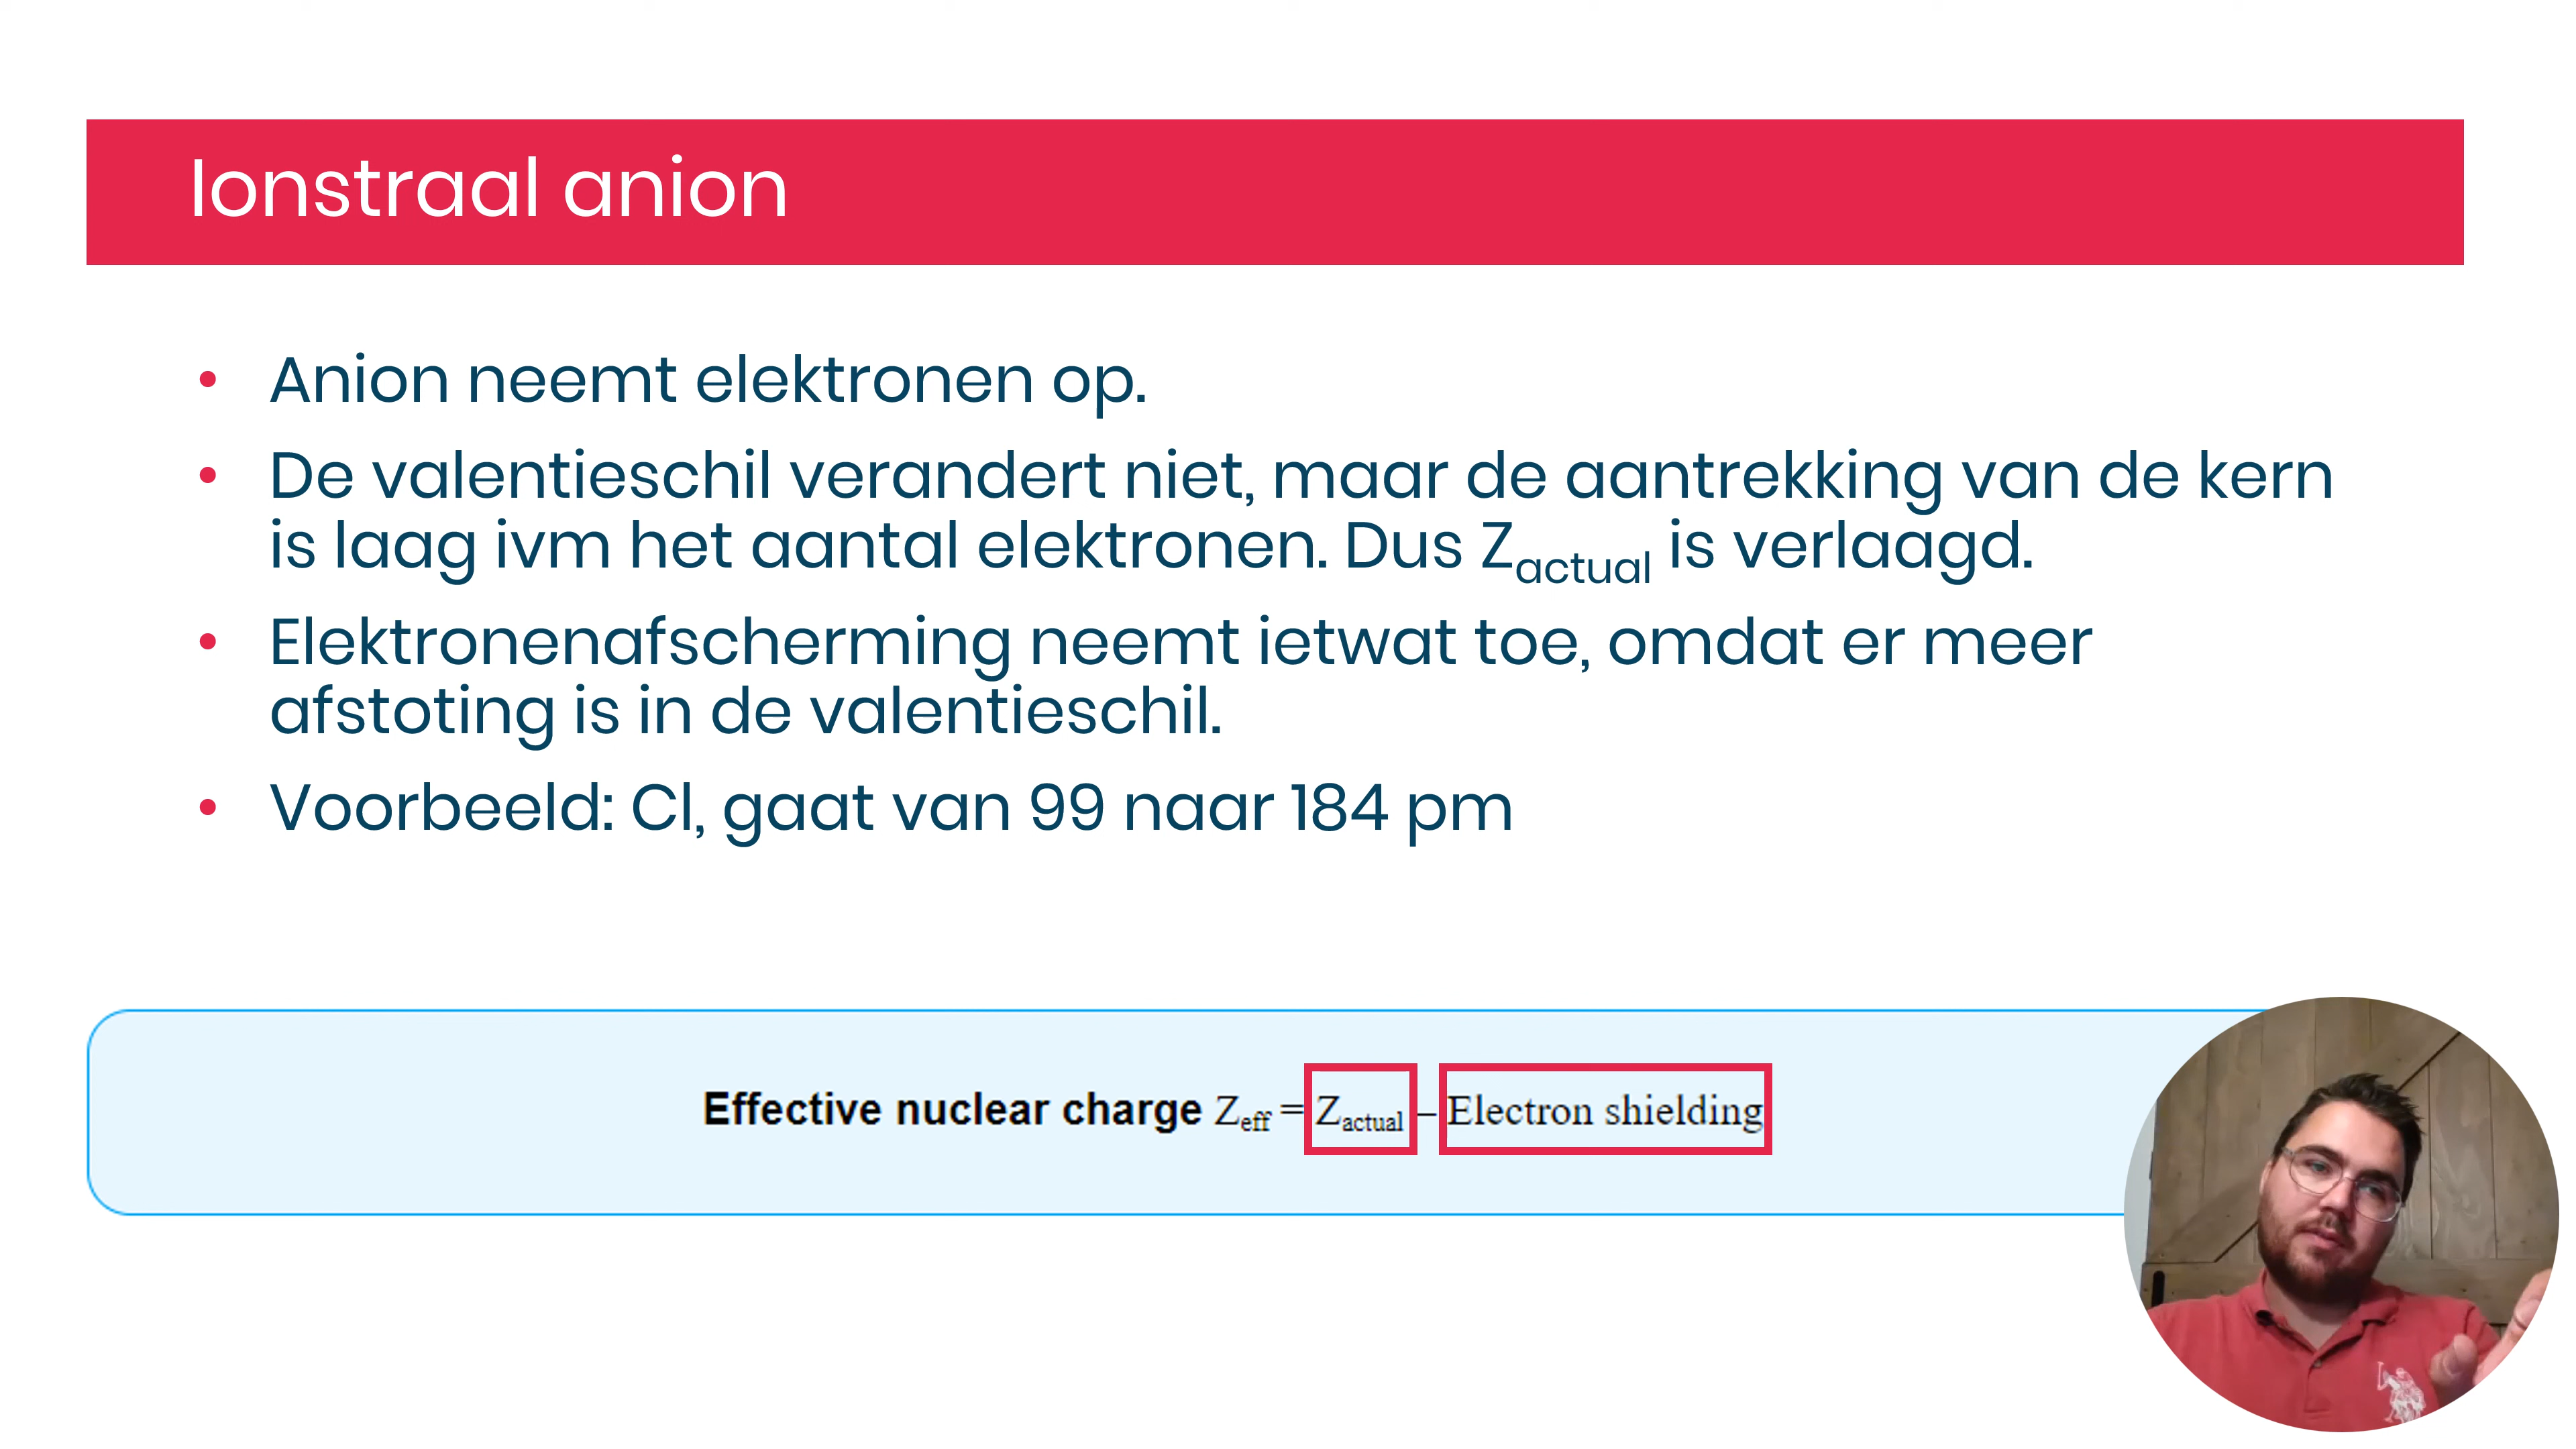 Ionstraal anion
• Anion neemt elektronen op.
• De valentieschil verandert niet, maar de aantrekking van de kern
is laag ivm het aantal elektronen. Dus Zactual is verlaagd.
• Elektronenafscherming neemt ietwat toe, omdat er meer
afstoting is in de valentieschil.
• Voorbeeld: Cl, gaat van 99 naar 184 pm
Effective nuclear charge Zeff = Zactual – Electron shielding